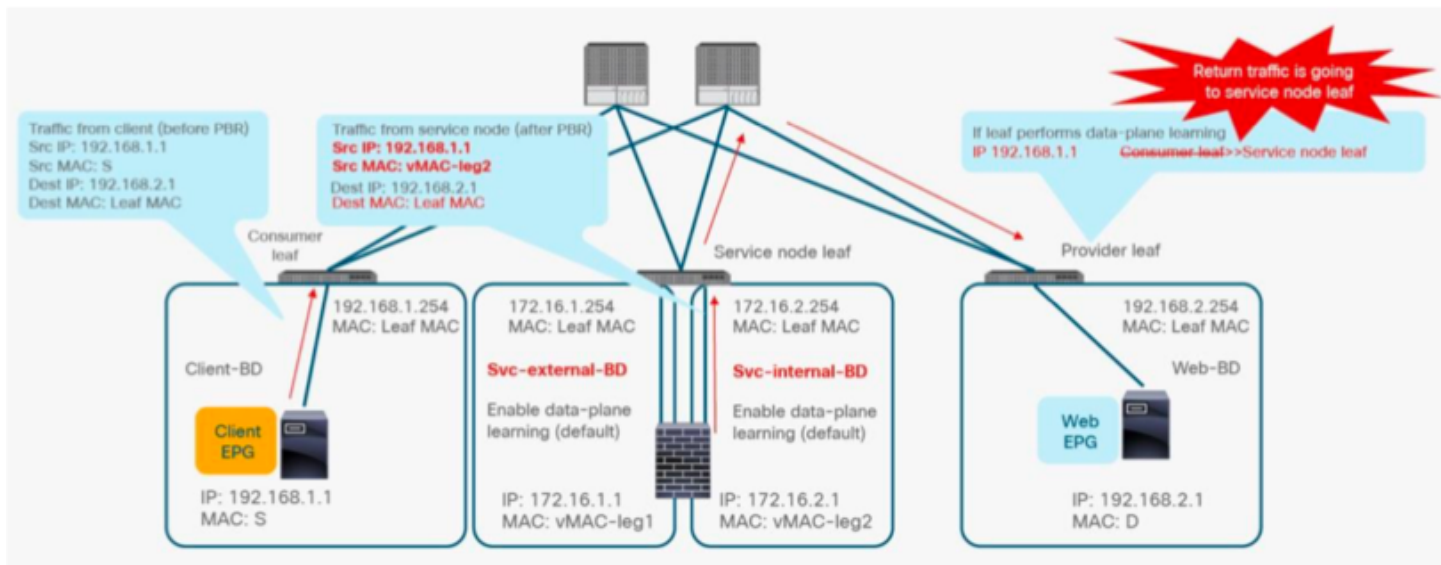 Return traffic is going
to service node leaf
Traffic from client (before PBR)
Src IP: 192.168.1.1
Src MAC: S
Dest IP: 192.168.2.1
Dest MAC: Leaf MAC
Traffic from service node (after PBR)
Src IP: 192.168.1.1
Src MAC: vMAC-leg2
Dest IP: 192.168.2.1
Dest MAC: Leaf MAC
If leaf performs data-plane learning
IP 192.168.1.1 Consumer leaf>>Service node leaf
Consumer
leaf
Service node leaf
Provider leaf
192.168.1.254
MAC: Leaf MAC
Client-BD
Client
EPG
IP: 192.168.1.1
MAC: S
172.16.1.254
MAC: Leaf MAC
Svc-external-BD
Enable data-plane
learning (default)
IP: 172.16.1.1
MAC: vMAC-leg1
172.16.2.254
MAC: Leaf MAC
Svc-internal-BD
Enable data-plane
learning (default)
IP: 172.16.2.1
MAC: vMAC-leg2
192.168.2.254
MAC: Leaf MAC
Web-BD
Web
EPG
IP: 192.168.2.1
MAC: D